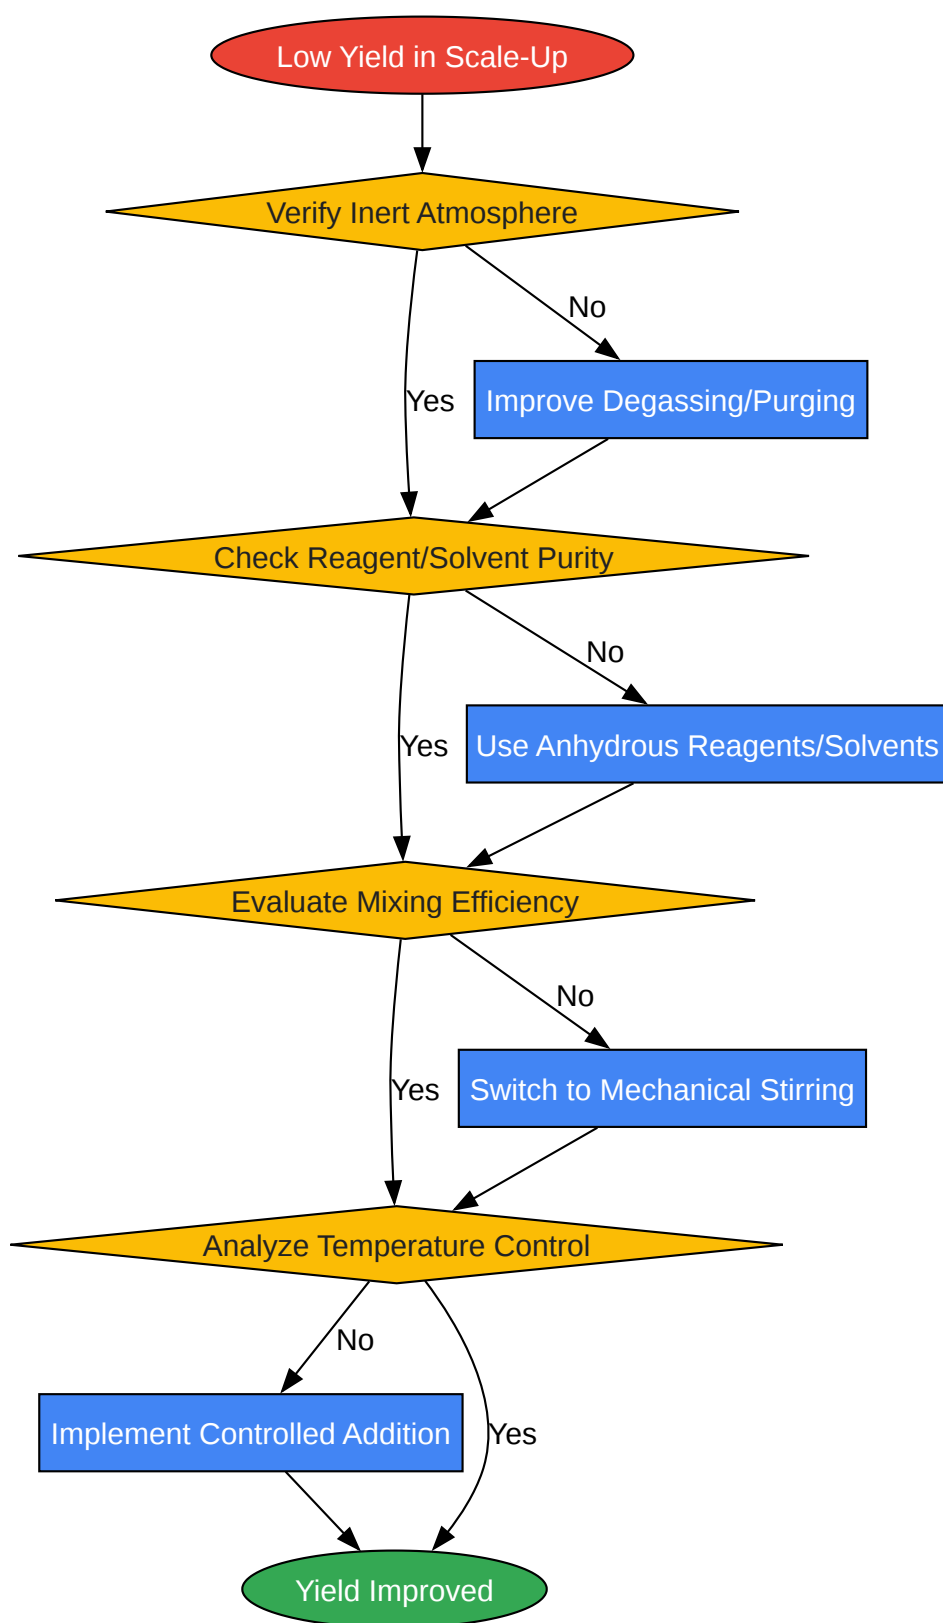 Low Yield in Scale-Up
Verify Inert Atmosphere
No
Yes
Improve Degassing/Purging
Check Reagent/Solvent Purity
No
Yes
Use Anhydrous Reagents/Solvents
Evaluate Mixing Efficiency
No
Yes
Switch to Mechanical Stirring
Analyze Temperature Control
No
Implement Controlled Addition
Yes
Yield Improved